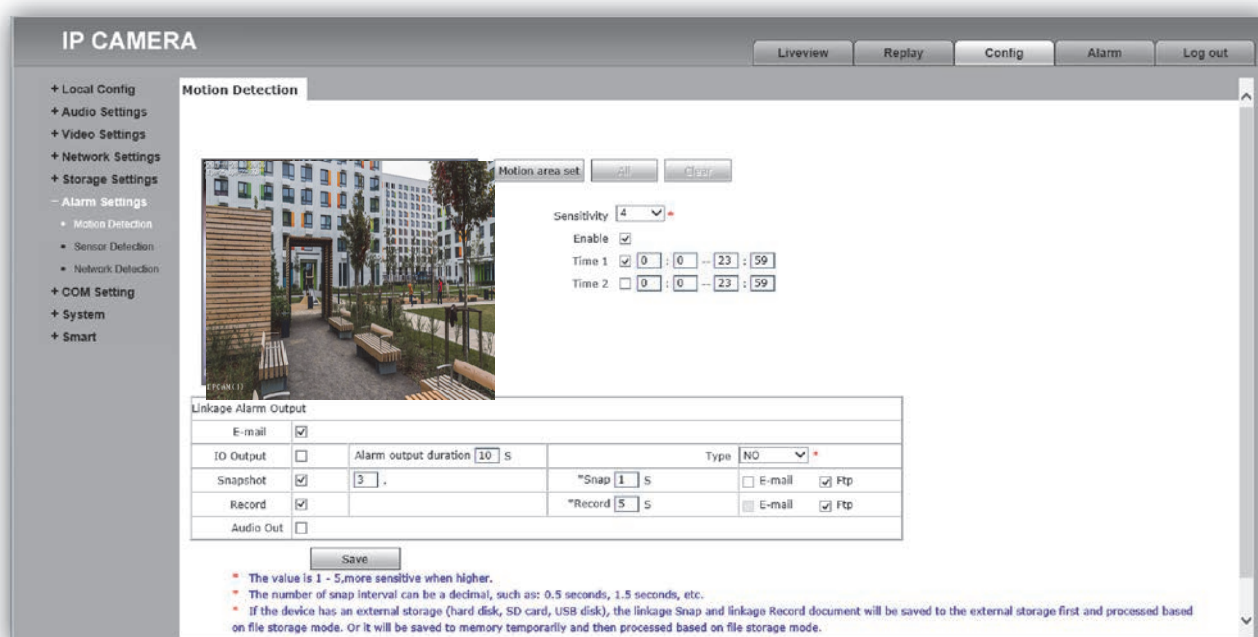 IP CAMERA
Liveview Replay Config Alarm Log out
+ Local Config
+ Audio Settings
+ Video Settings
+ Network Settings
+ Storage Settings
− Alarm Settings
• Motion Detection
• Sensor Detection
• Network Detection
+ COM Setting
+ System
+ Smart
Motion Detection
Motion area set All Clear
Sensitivity 4 *
Enable
Time 1 0 : 0 -- 23 : 59
Time 2 0 : 0 -- 23 : 59
IPCAM(1)
Linkage Alarm Output
E-mail
IO Output Alarm output duration 10 S Type NO *
Snapshot 3 . *Snap 1 S E-mail Ftp
Record *Record 5 S E-mail Ftp
Audio Out
Save
* The value is 1 - 5,more sensitive when higher.
* The number of snap interval can be a decimal, such as: 0.5 seconds, 1.5 seconds, etc.
* If the device has an external storage (hard disk, SD card, USB disk), the linkage Snap and linkage Record document will be saved to the external storage first and processed based
on file storage mode. Or it will be saved to memory temporarily and then processed based on file storage mode.